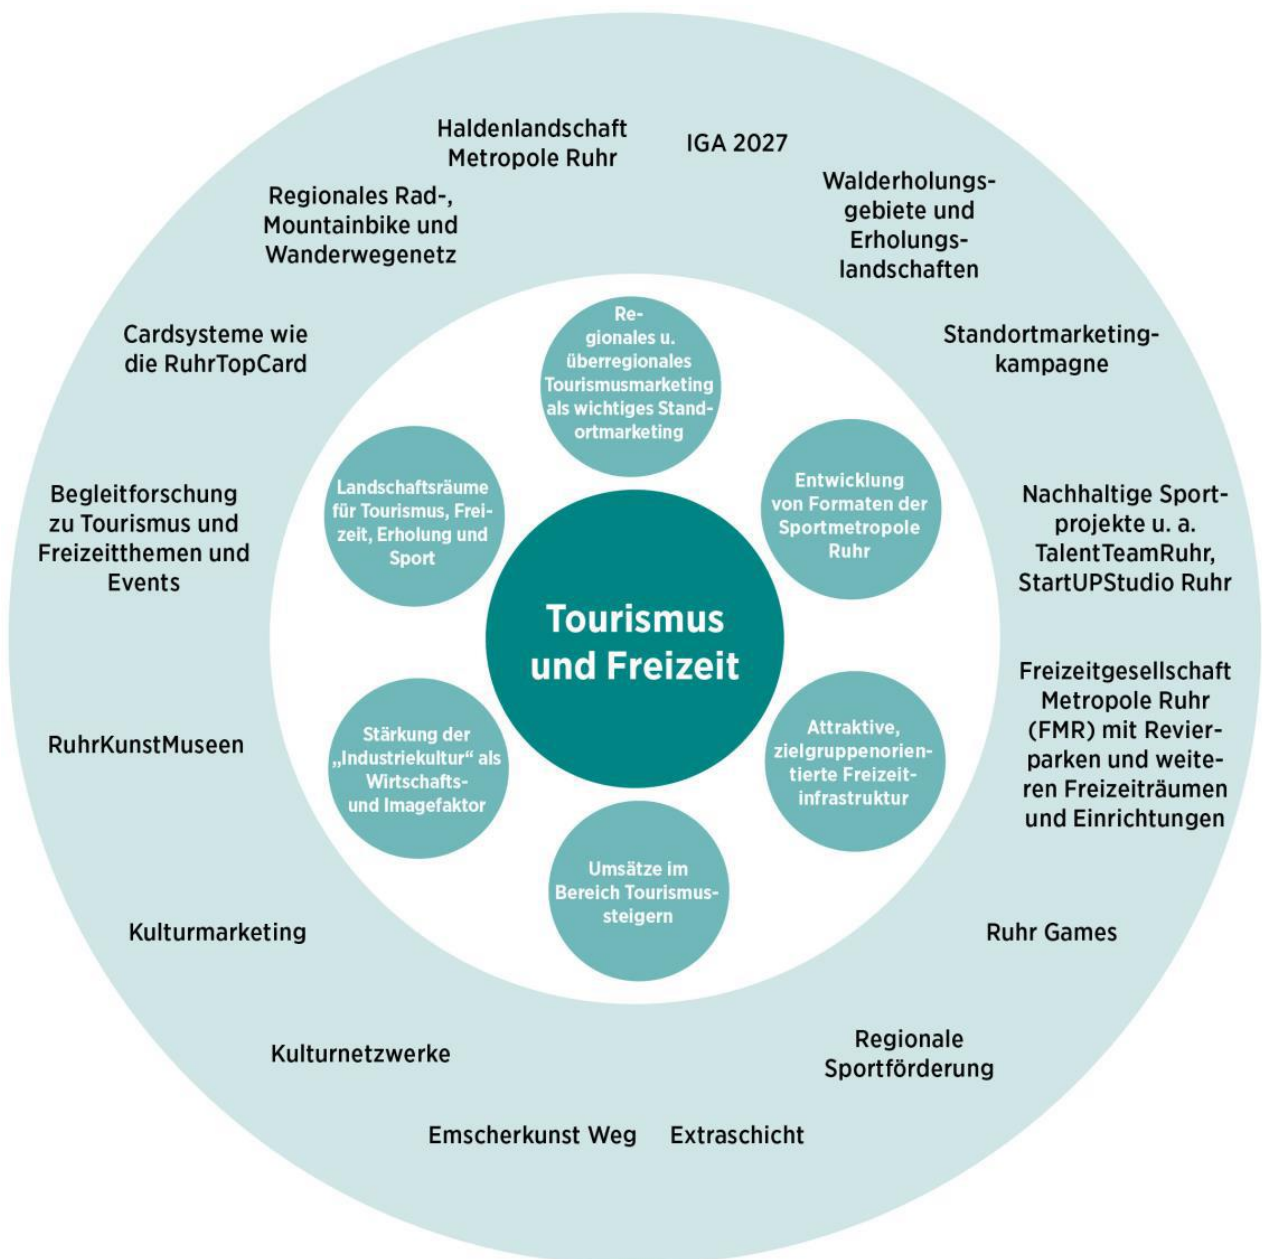 Haldenlandschaft
Metropole Ruhr
IGA 2027
Walderholungs-
gebiete und
Erholungs-
landschaften
Standortmarketing-
kampagne
Nachhaltige Sport-
projekte u. a.
TalentTeamRuhr,
StartUPStudio Ruhr
Freizeitgesellschaft
Metropole Ruhr
(FMR) mit Revier-
parken und weite-
ren Freizeiträumen
und Einrichtungen
Ruhr Games
Regionale
Sportförderung
Extraschicht
Emscherkunst Weg
Kulturnetzwerke
Kulturmarketing
RuhrKunstMuseen
Begleitforschung
zu Tourismus und
Freizeitthemen und
Events
Cardsysteme wie
die RuhrTopCard
Regionales Rad-,
Mountainbike und
Wanderwegenetz
Re-
gionales u.
überregionales
Tourismusmarketing
als wichtiges Stand-
ortmarketing
Entwicklung
von Formaten der
Sportmetropole
Ruhr
Attraktive,
zielgruppenorien-
tierte Freizeit-
infrastruktur
Umsätze im
Bereich Tourismus-
steigern
Stärkung der
„Industriekultur“ als
Wirtschafts-
und Imagefaktor
Landschaftsräume
für Tourismus, Frei-
zeit, Erholung und
Sport
Tourismus
und Freizeit